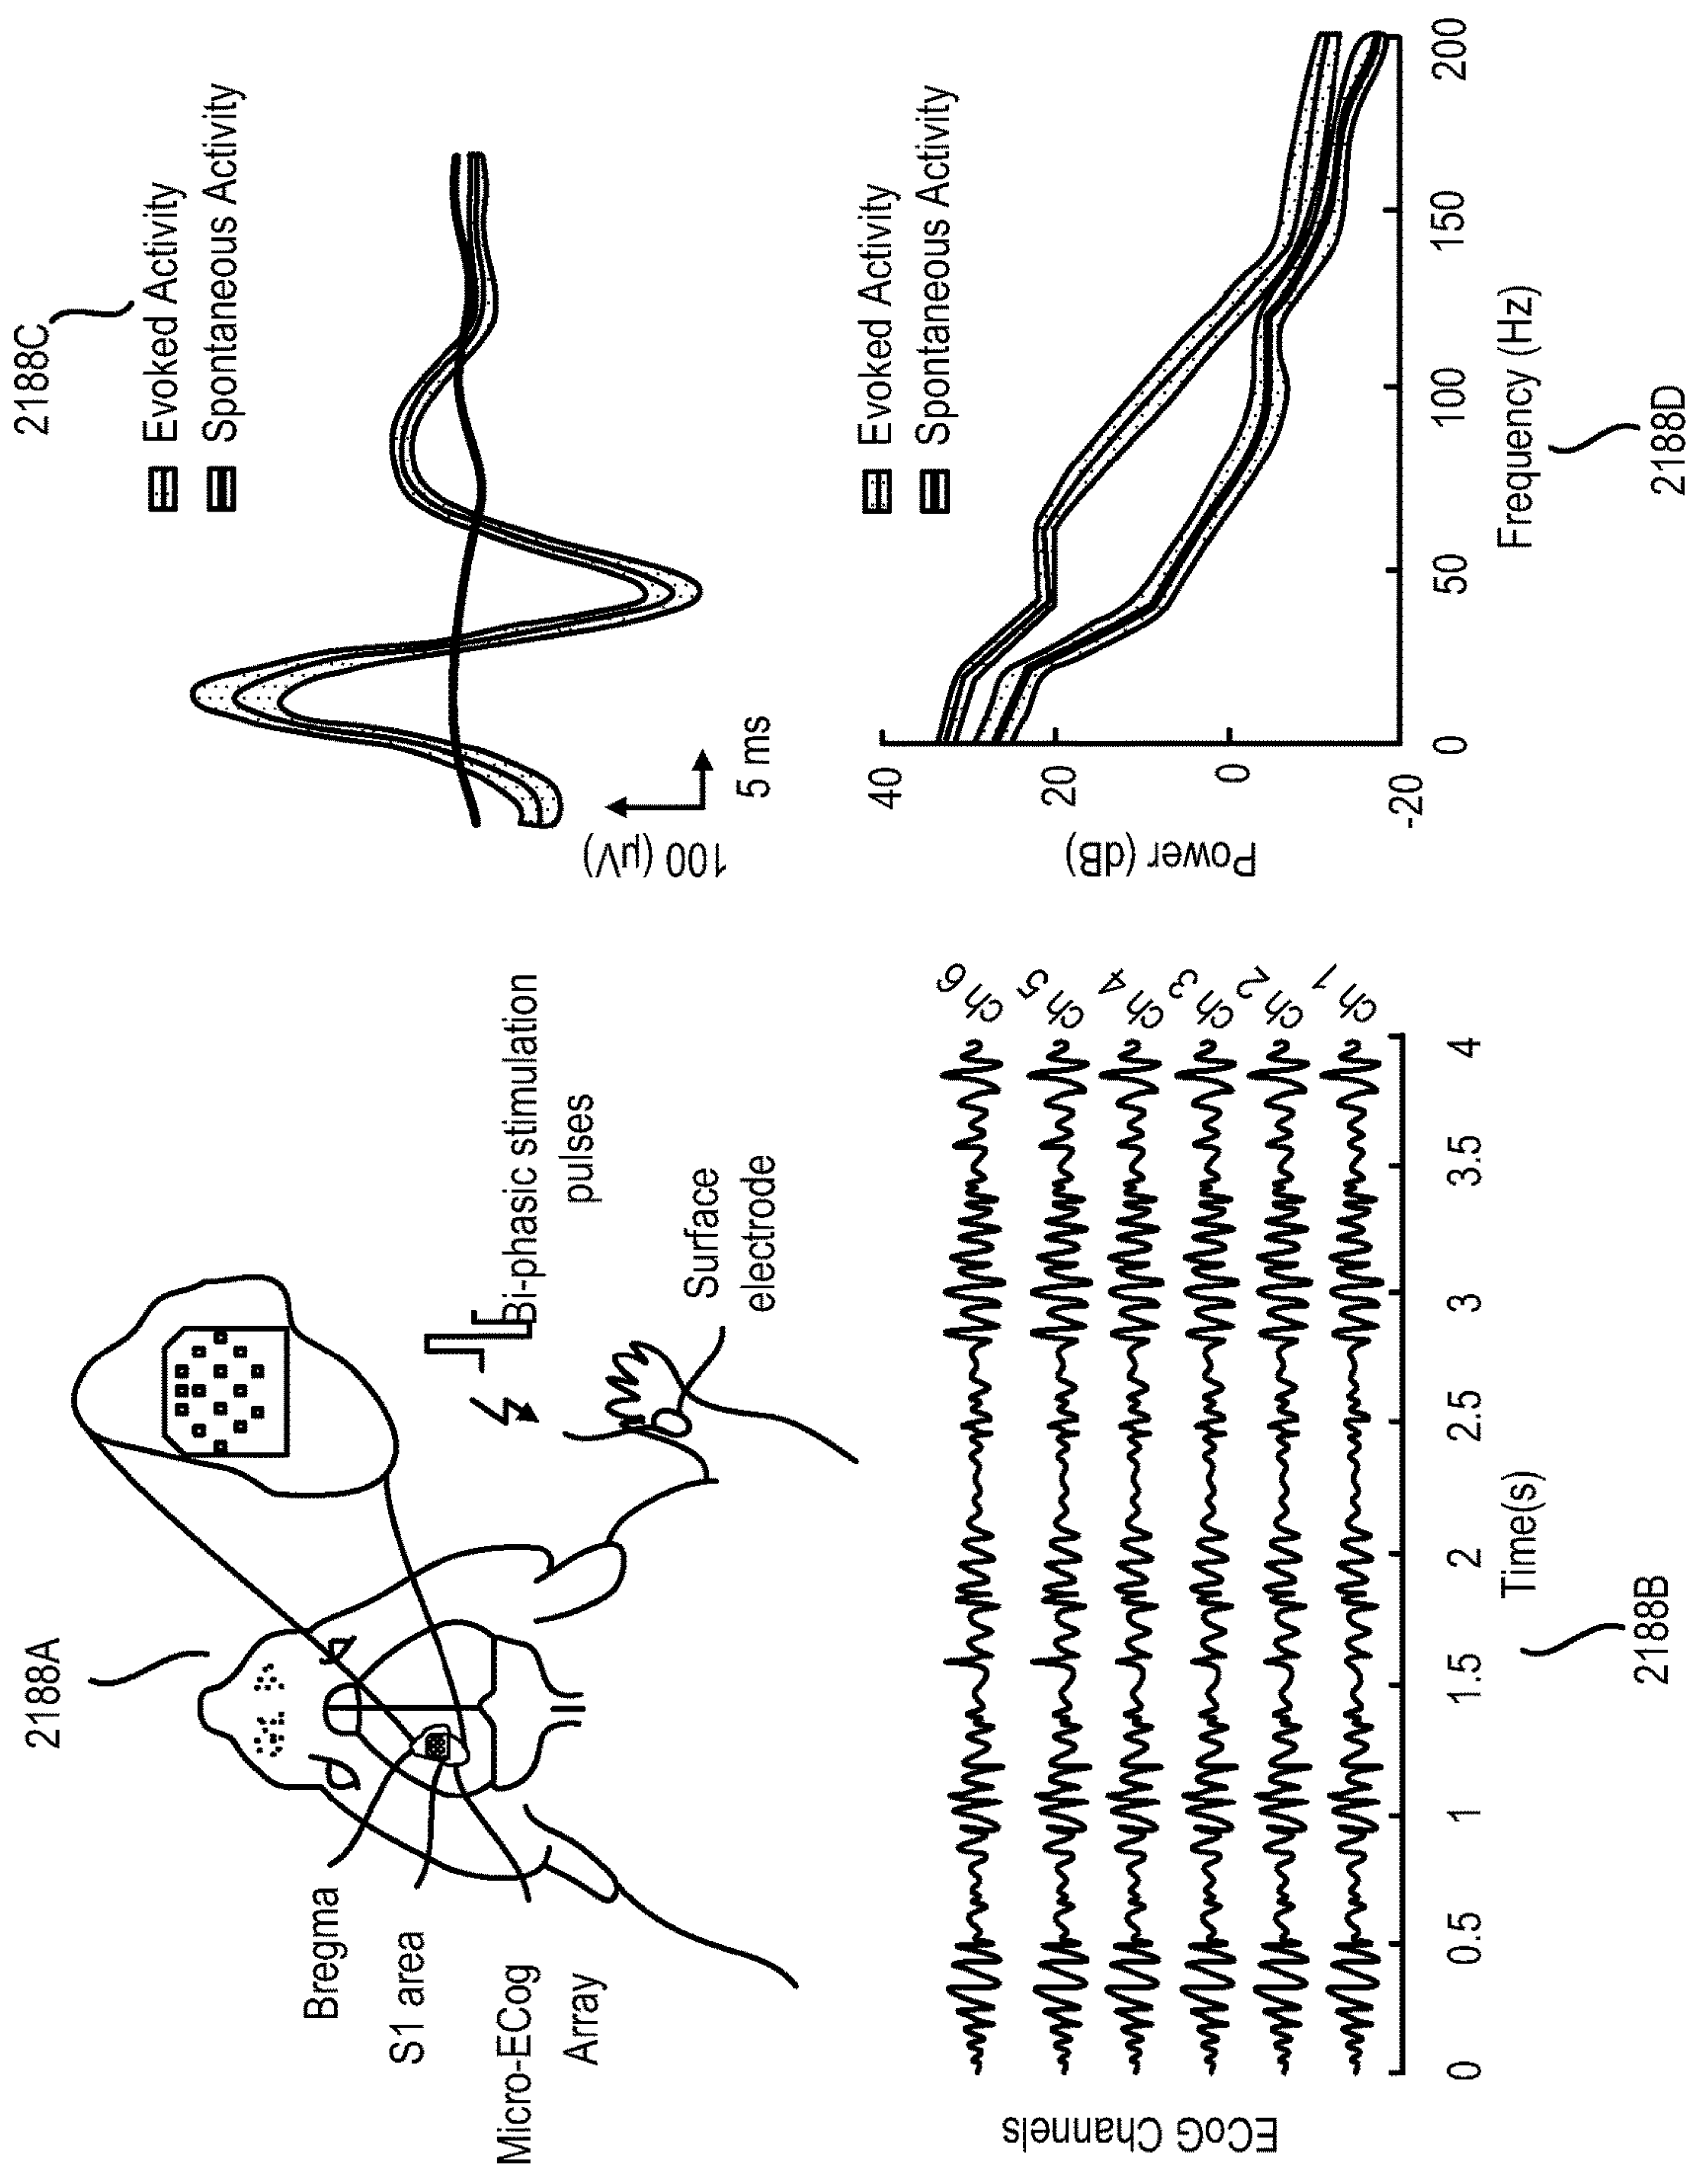 2188A
Bregma
S1 area
Micro-ECog
Array
Bi-phasic stimulation
pulses
Surface
electrode
2188C
Evoked Activity
Spontaneous Activity
100 (μV)
5 ms
ECoG Channels
Ch 6
Ch 5
Ch 4
Ch 3
Ch 2
Ch 1
0 0.5 1 1.5 2 2.5 3 3.5 4
Time(s)
2188B
Evoked Activity
Spontaneous Activity
Power (dB)
40
20
0
-20
0 50 100 150 200
Frequency (Hz)
2188D